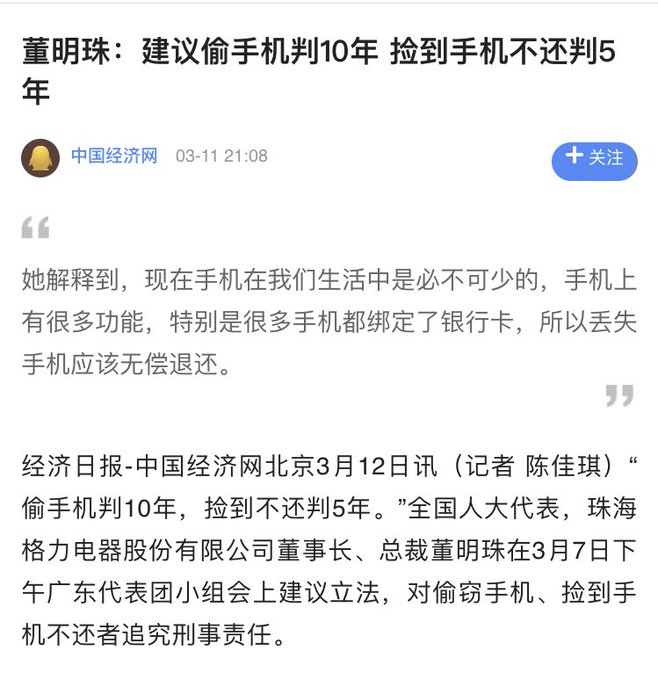 董明珠：建议偷手机判10年 捡到手机不还判5
年
中国经济网 03-11 21:08
+ 关注
“
她解释到，现在手机在我们生活中是必不可少的，手机上
有很多功能，特别是很多手机都绑定了银行卡，所以丢失
手机应该无偿退还。
”
经济日报-中国经济网北京3月12日讯（记者 陈佳琪）“
偷手机判10年，捡到不还判5年。”全国人大代表，珠海
格力电器股份有限公司董事长、总裁董明珠在3月7日下
午广东代表团小组会上建议立法，对偷窃手机、捡到手
机不还者追究刑事责任。